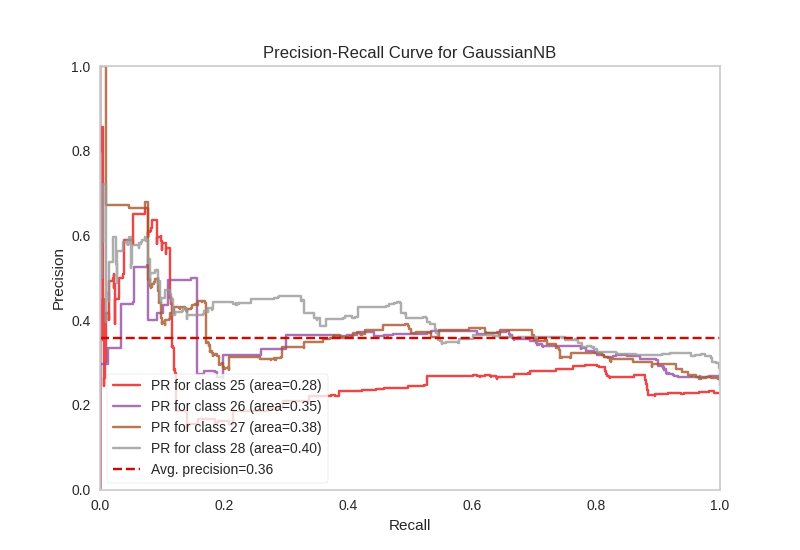 Precision-Recall Curve for GaussianNB
1.0
0.8
0.6
0.4
0.2
0.0
Precision
PR for class 25 (area=0.28)
PR for class 26 (area=0.35)
PR for class 27 (area=0.38)
PR for class 28 (area=0.40)
Avg. precision=0.36
0.0 0.2 0.4 0.6 0.8 1.0
Recall